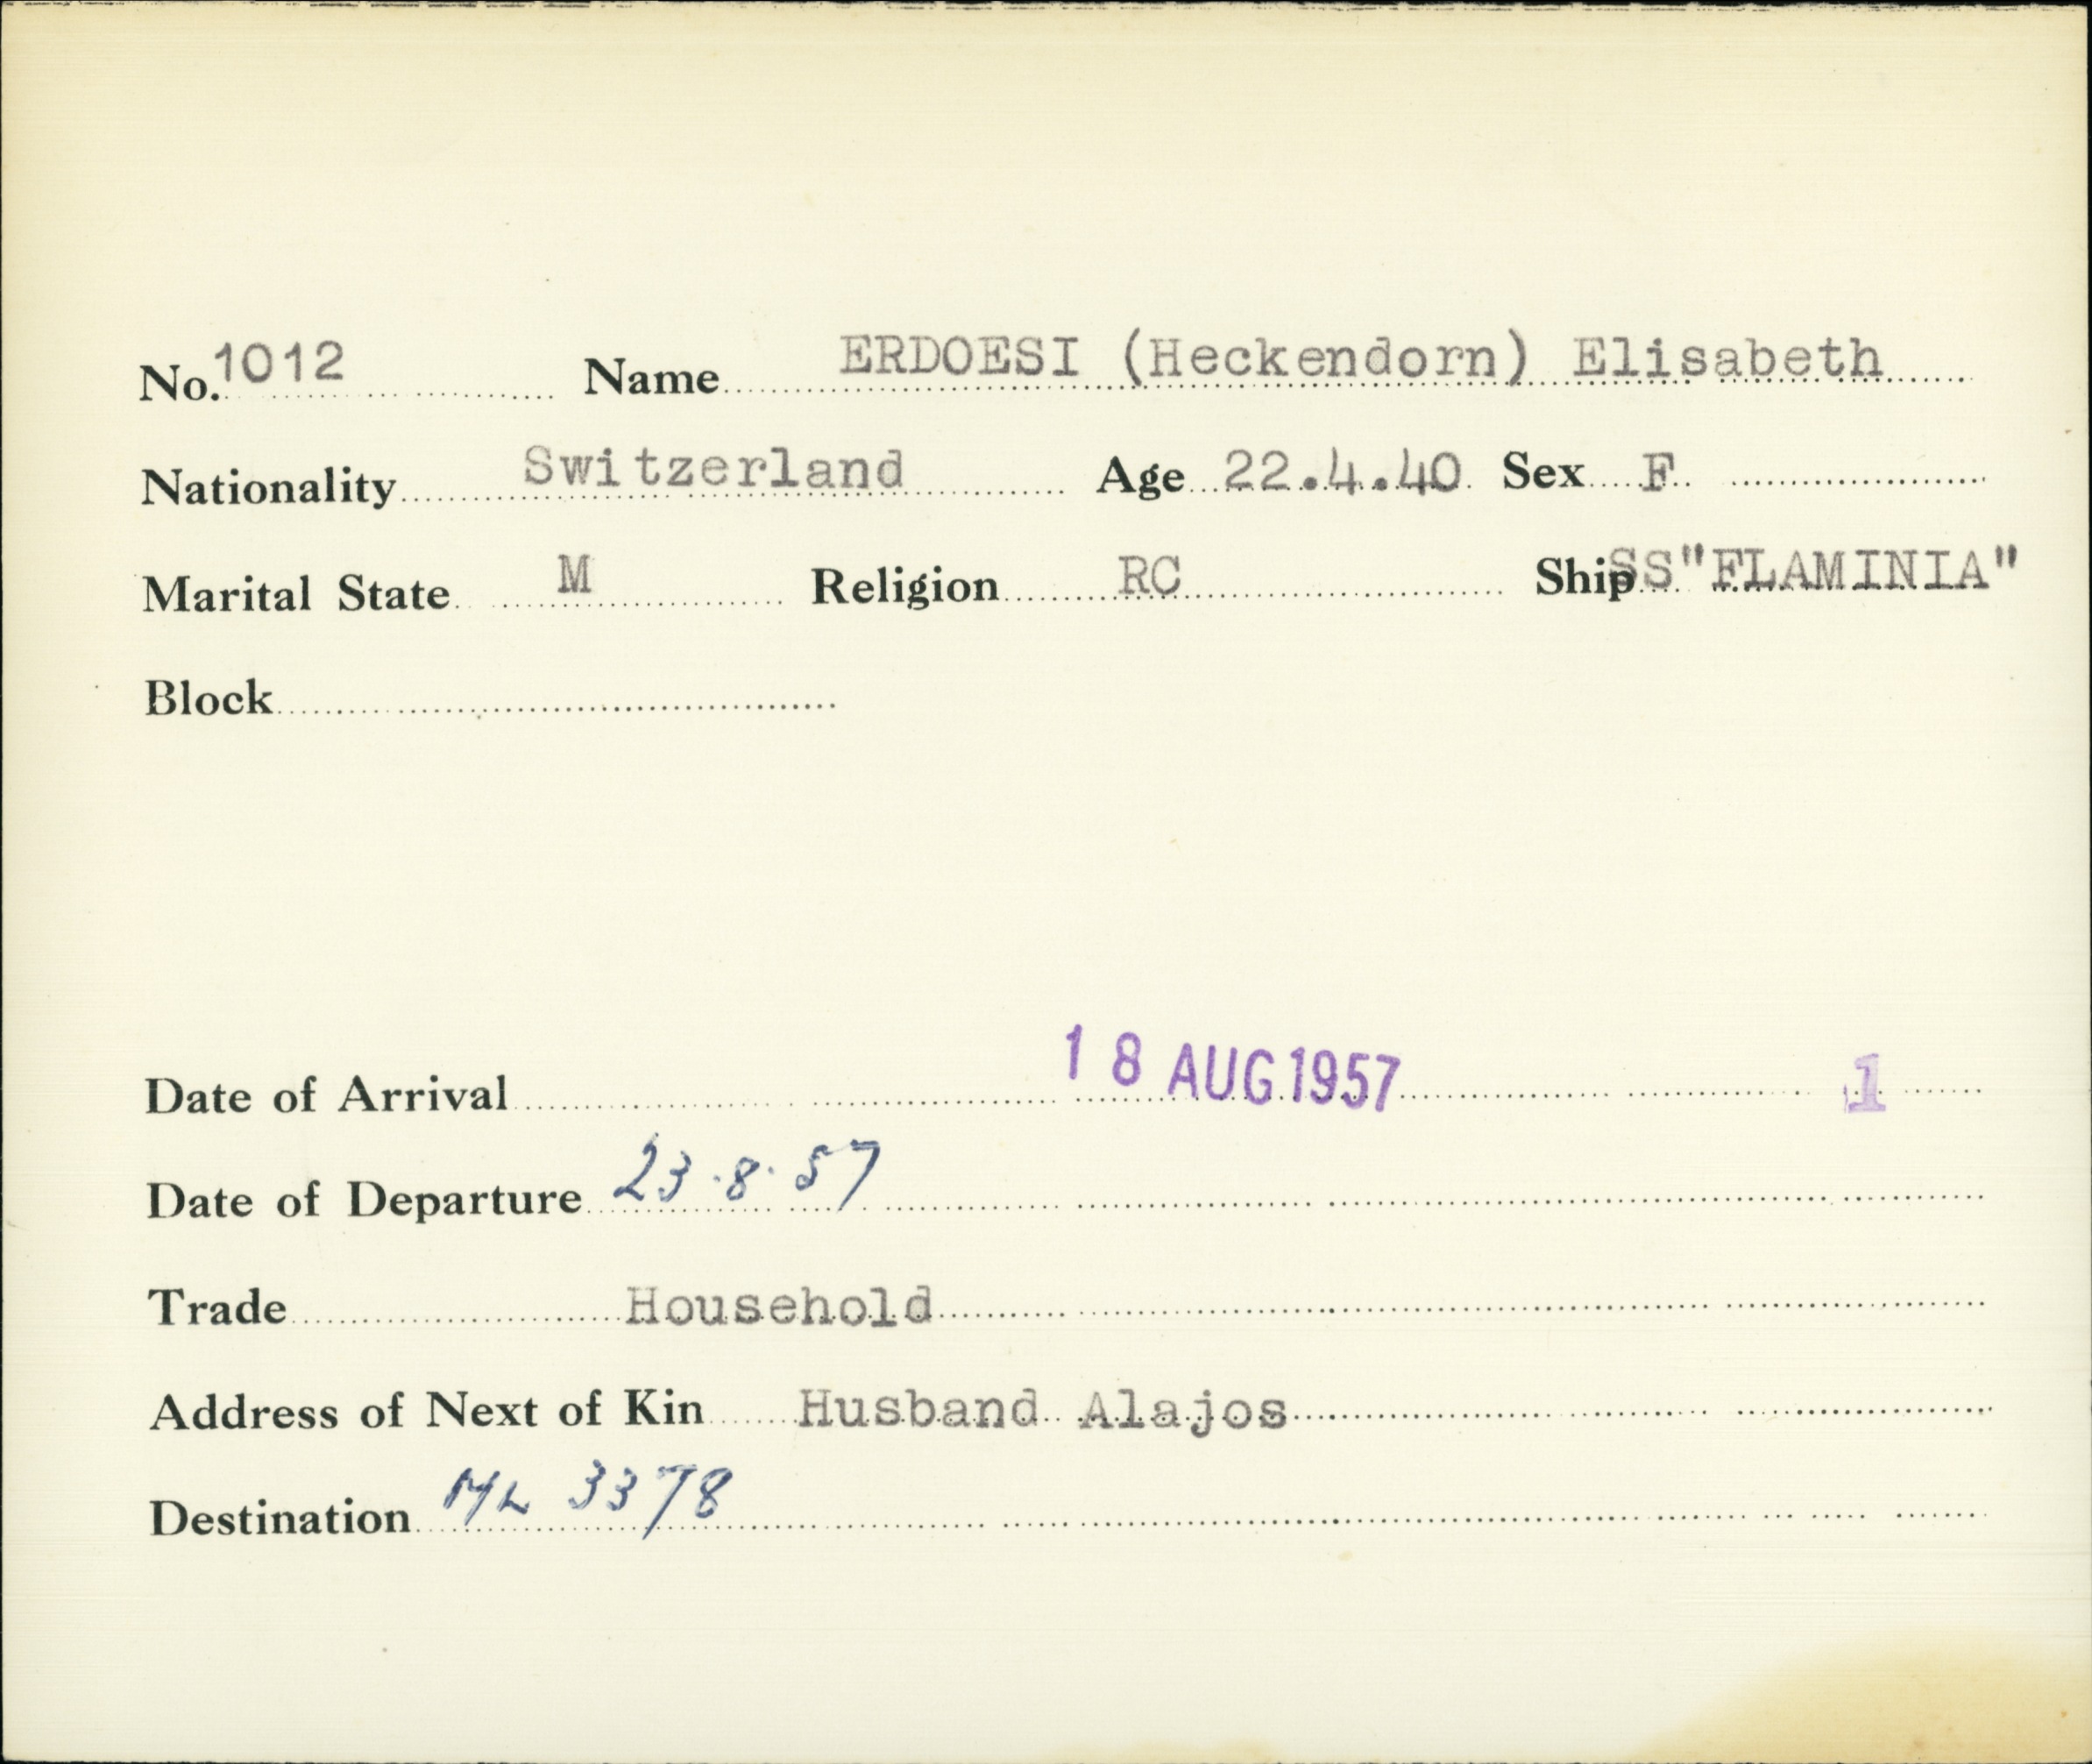 No. 1012 Name ERDOESI (Heckendorn) Elisabeth
Nationality Switzerland Age 22.4.40 Sex F
Marital State M Religion RC Ship SS"FLAMINIA"
Block
Date of Arrival 18 AUG 1957 1
Date of Departure 23.8.57
Trade Household
Address of Next of Kin Husband Alajos
Destination ML 3378